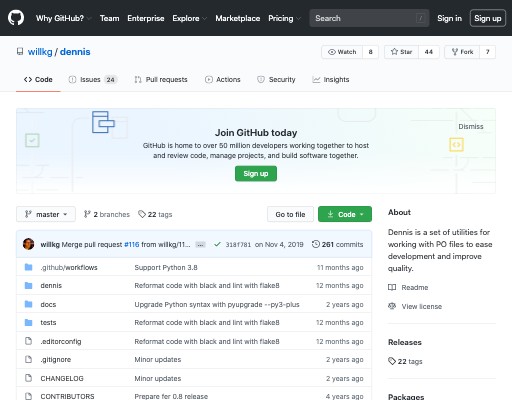 Why GitHub? Team Enterprise Explore Marketplace Pricing Search / Sign in Sign up
willkg / dennis Watch 8 Star 44 Fork 7
Code Issues 24 Pull requests Actions Security Insights
Dismiss
Join GitHub today
GitHub is home to over 50 million developers working together to host
and review code, manage projects, and build software together.
Sign up
master 2 branches 22 tags Go to file Code
willkg Merge pull request #116 from willkg/11... ... 318f781 on Nov 4, 2019 261 commits
.github/workflows Support Python 3.8 11 months ago
dennis Reformat code with black and lint with flake8 12 months ago
docs Upgrade Python syntax with pyupgrade --py3-plus 2 years ago
tests Reformat code with black and lint with flake8 12 months ago
.editorconfig Reformat code with black and lint with flake8 12 months ago
.gitignore Minor updates 2 years ago
CHANGELOG Minor updates 2 years ago
CONTRIBUTORS Prepare for 0.8 release 4 years ago
About
Dennis is a set of utilities for
working with PO files to ease
development and improve
quality.
Readme
View license
Releases
22 tags
Packages